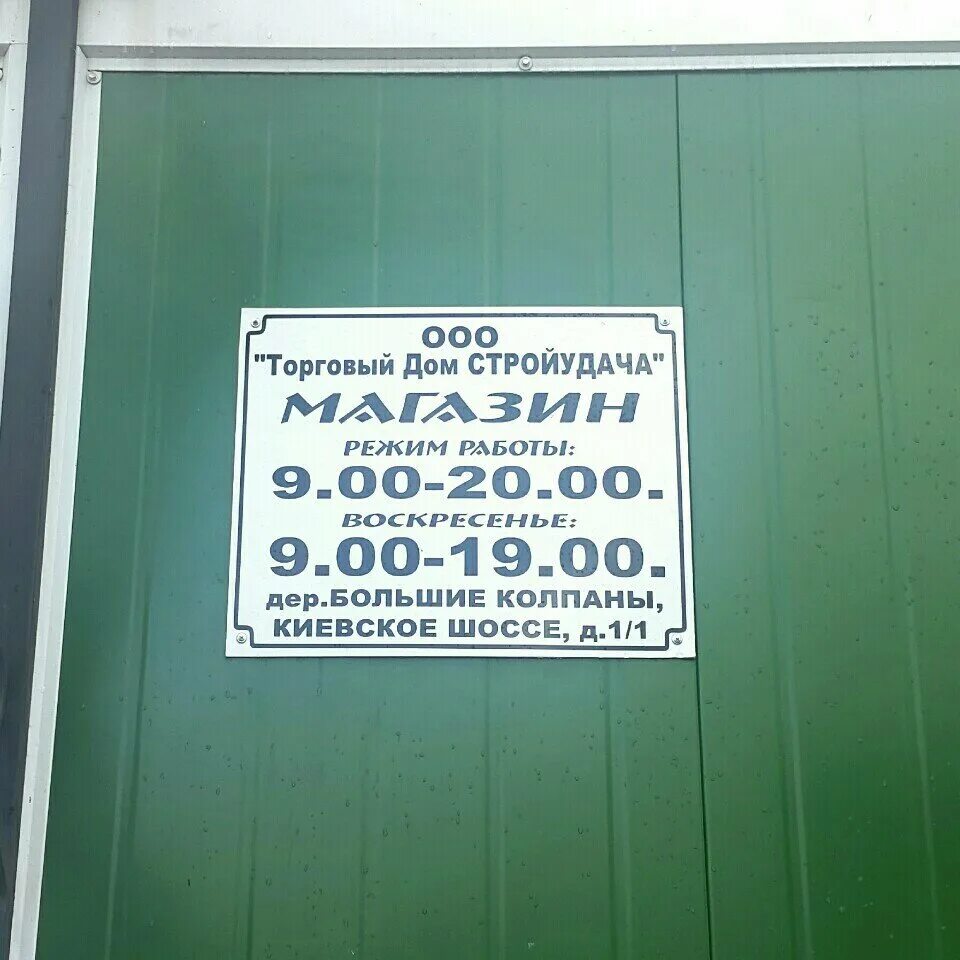 ООО
"Торговый Дом СТРОЙУДАЧА"
МАГАЗИН
РЕЖИМ РАБОТЫ:
9.00-20.00.
ВОСКРЕСЕНЬЕ:
9.00-19.00.
дер.БОЛЬШИЕ КОЛПАНЫ,
КИЕВСКОЕ ШОССЕ, д.1/1